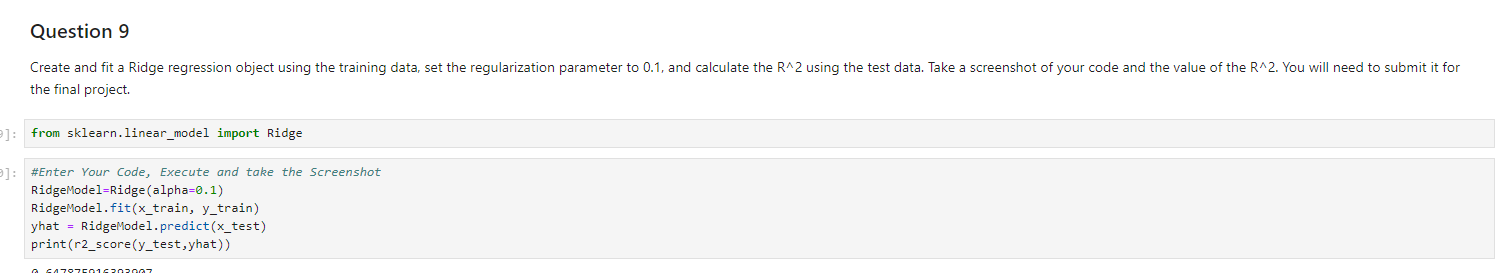 Question 9
Create and fit a Ridge regression object using the training data, set the regularization parameter to 0.1, and calculate the R^2 using the test data. Take a screenshot of your code and the value of the R^2. You will need to submit it for
the final project.
]: from sklearn.linear_model import Ridge
]: #Enter Your Code, Execute and take the Screenshot
RidgeModel=Ridge(alpha=0.1)
RidgeModel.fit(x_train, y_train)
yhat = RidgeModel.predict(x_test)
print(r2_score(y_test,yhat))